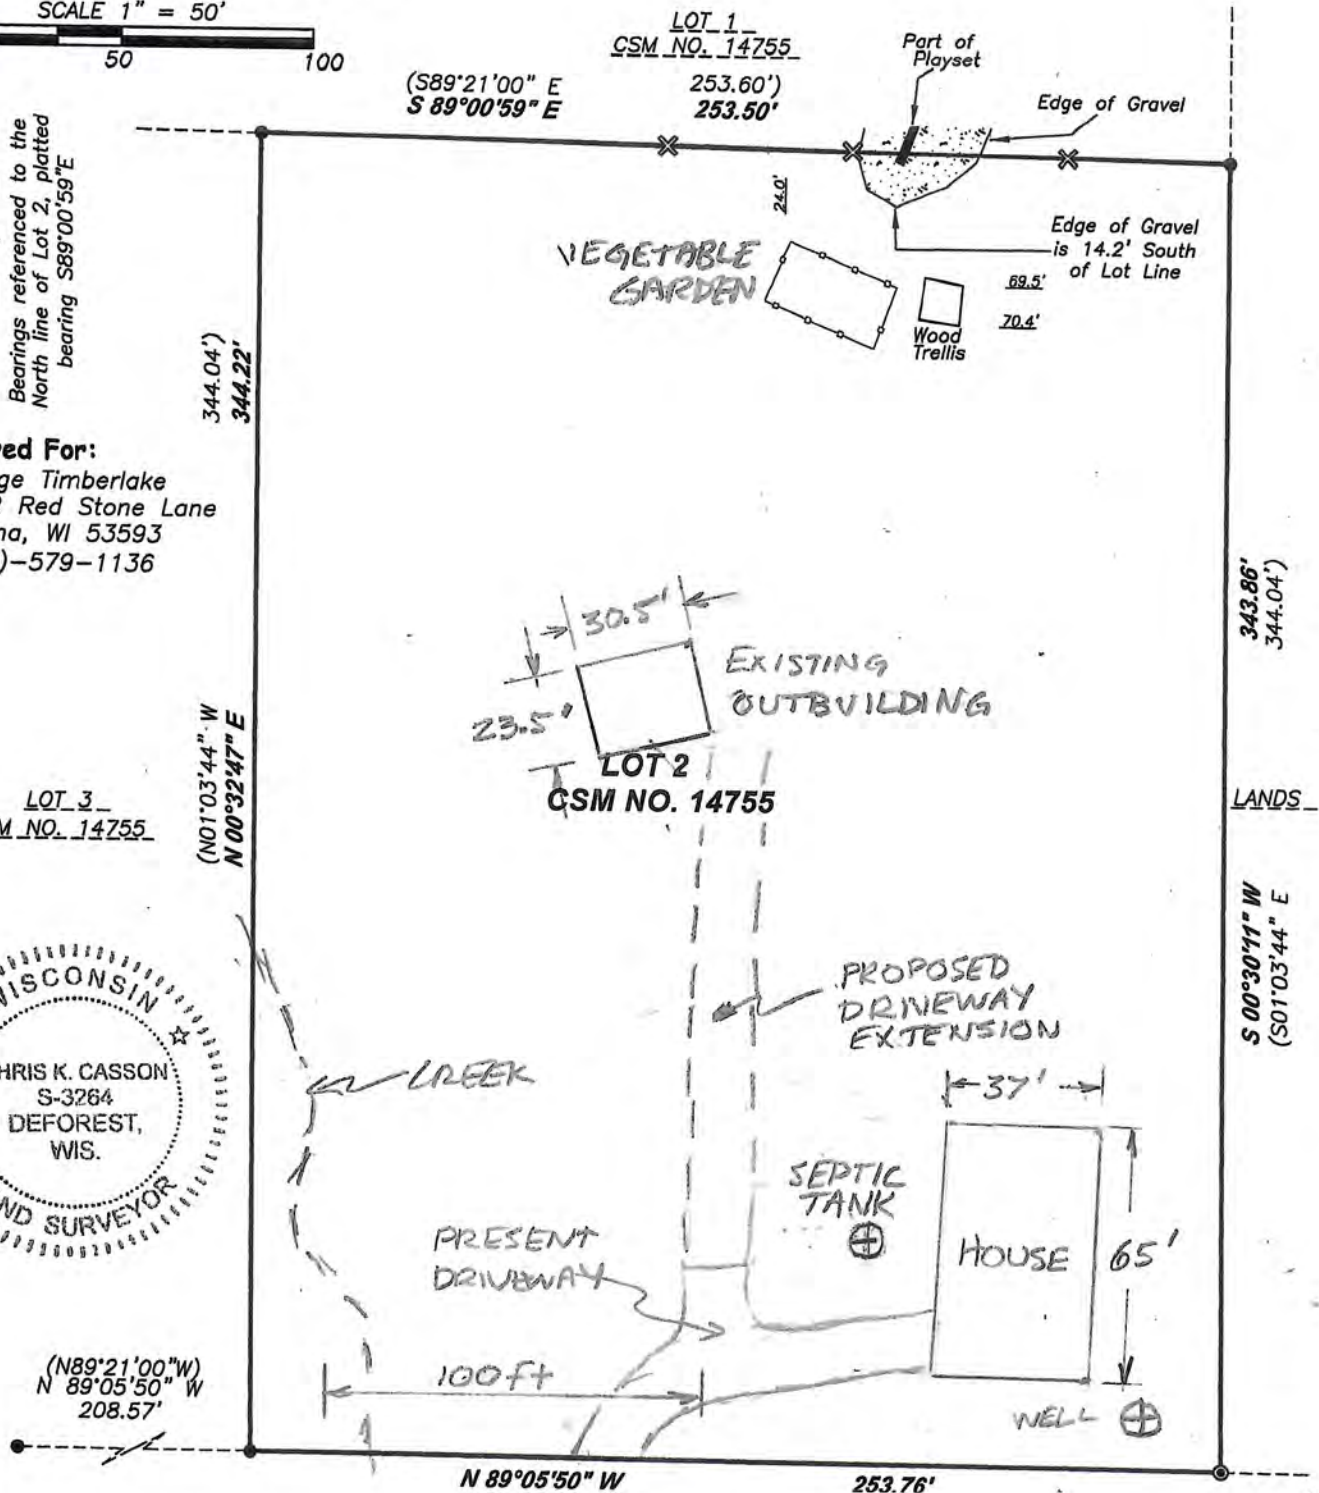 SCALE 1" = 50'
50
100
LOT 1
CSM NO. 14755
(S89°21'00" E
253.60')
S 89°00'59" E
253.50'
Part of
Playset
Edge of Gravel
Bearings referenced to the
North line of Lot 2, platted
bearing S89°00'59"E
24.0'
VEGETABLE
GARDEN
Edge of Gravel
is 14.2' South
of Lot Line
69.5'
70.4'
Wood
Trellis
344.04')
344.22'
ed For:
ge Timberlake
Red Stone Lane
na, WI 53593
)-579-1136
343.86'
344.04')
30.5'
23.5'
EXISTING
OUTBUILDING
LOT 2
CSM NO. 14755
(N01°03'44" W
N 00°32'47" E
LOT 3
M NO. 14755
LANDS
S 00°30'11" W
(S01°03'44" E
PROPOSED
DRIVEWAY
EXTENSION
WISCONSIN
HRIS K. CASSON
S-3264
DEFOREST,
WIS.
ND SURVEYOR
CREEK
37'
SEPTIC
TANK
HOUSE
65'
PRESENT
DRIVEWAY
100ft
WELL
(N89°21'00"W)
N 89°05'50" W
208.57'
N 89°05'50" W
253.76'